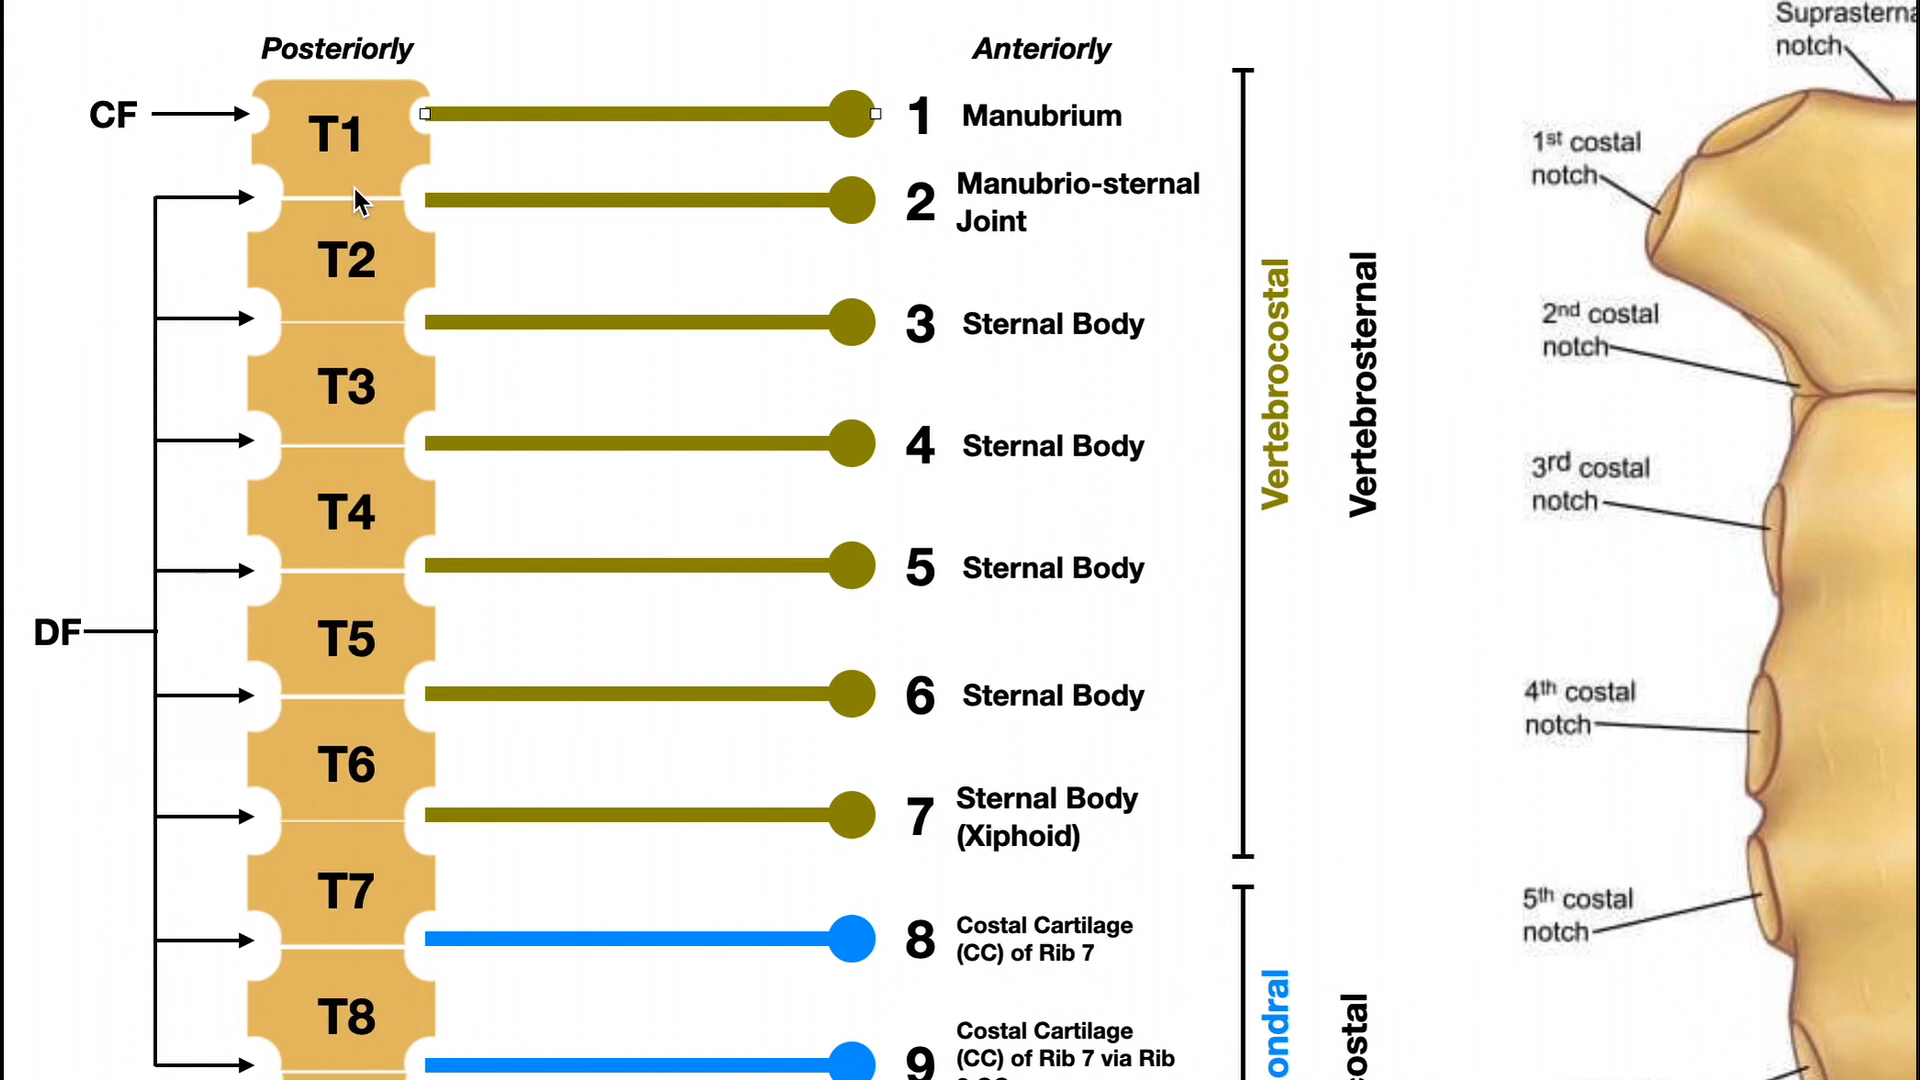 Posteriorly
Anteriorly
Suprasterna
notch
CF
T1
1 Manubrium
1st costal
notch
2 Manubrio-sternal
Joint
T2
3 Sternal Body
2nd costal
notch
T3
4 Sternal Body
3rd costal
notch
T4
5 Sternal Body
DF
T5
6 Sternal Body
4th costal
notch
T6
7 Sternal Body
(Xiphoid)
T7
8 Costal Cartilage
(CC) of Rib 7
5th costal
notch
T8
9 Costal Cartilage
(CC) of Rib 7 via Rib
Vertebrocostal
Vertebrosternal
ondral
ostal